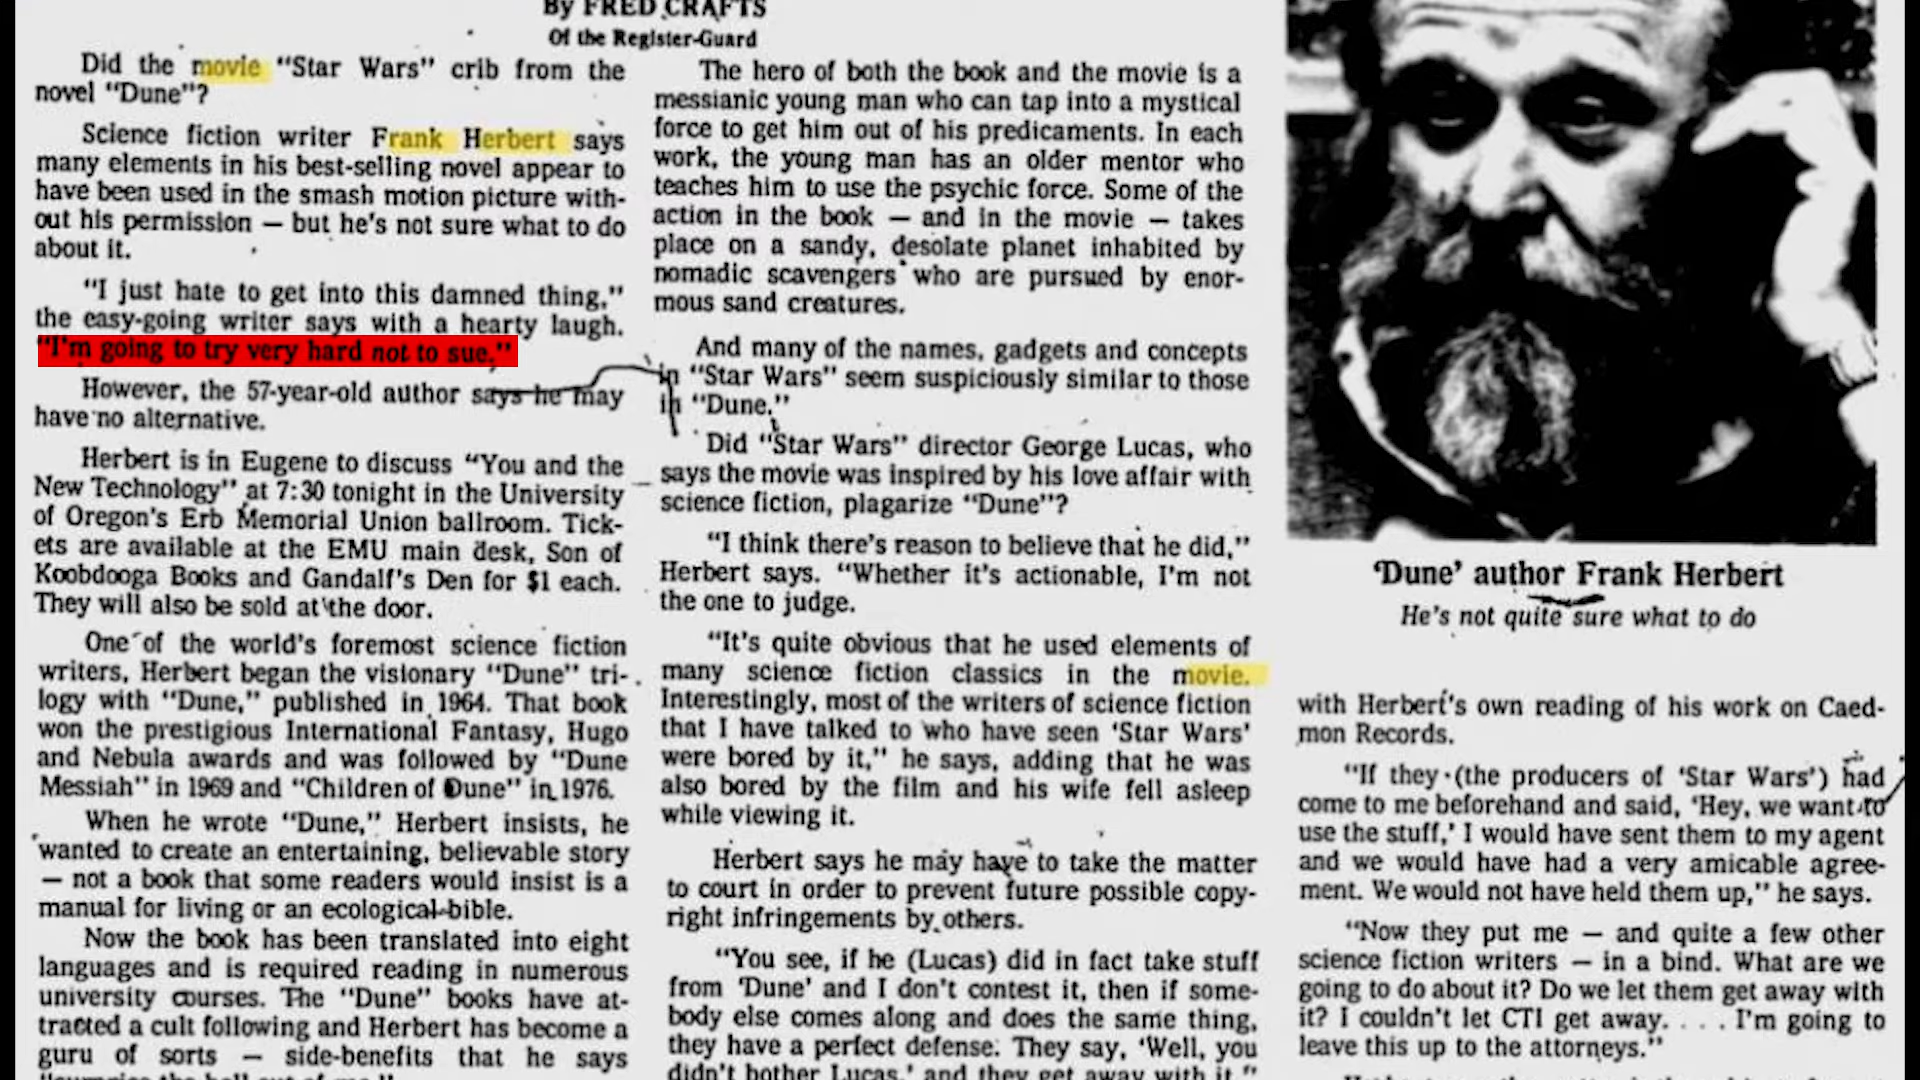 By FRED CRAFTS
Of the Register-Guard
Did the movie "Star Wars" crib from the
novel "Dune"?
Science fiction writer Frank Herbert says
many elements in his best-selling novel appear to
have been used in the smash motion picture with-
out his permission — but he's not sure what to do
about it.
"I just hate to get into this damned thing,"
the easy-going writer says with a hearty laugh.
"I'm going to try very hard not to sue."
However, the 57-year-old author says he may
have no alternative.
Herbert is in Eugene to discuss "You and the
New Technology" at 7:30 tonight in the University
of Oregon's Erb Memorial Union ballroom. Tick-
ets are available at the EMU main desk, Son of
Koobdooga Books and Gandalf's Den for $1 each.
They will also be sold at the door.
One of the world's foremost science fiction
writers, Herbert began the visionary "Dune" tri-
logy with "Dune," published in 1964. That book
won the prestigious International Fantasy, Hugo
and Nebula awards and was followed by "Dune
Messiah" in 1969 and "Children of Dune" in 1976.
When he wrote "Dune," Herbert insists, he
wanted to create an entertaining, believable story
— not a book that some readers would insist is a
manual for living or an ecological bible.
Now the book has been translated into eight
languages and is required reading in numerous
university courses. The "Dune" books have at-
tracted a cult following and Herbert has become a
guru of sorts — side-benefits that he says
The hero of both the book and the movie is a
messianic young man who can tap into a mystical
force to get him out of his predicaments. In each
work, the young man has an older mentor who
teaches him to use the psychic force. Some of the
action in the book — and in the movie — takes
place on a sandy, desolate planet inhabited by
nomadic scavengers who are pursued by enor-
mous sand creatures.
And many of the names, gadgets and concepts
in "Star Wars" seem suspiciously similar to those
in "Dune."
Did "Star Wars" director George Lucas, who
says the movie was inspired by his love affair with
science fiction, plagarize "Dune"?
"I think there's reason to believe that he did,"
Herbert says. "Whether it's actionable, I'm not
the one to judge.
"It's quite obvious that he used elements of
many science fiction classics in the movie.
Interestingly, most of the writers of science fiction
that I have talked to who have seen 'Star Wars'
were bored by it," he says, adding that he was
also bored by the film and his wife fell asleep
while viewing it.
Herbert says he may have to take the matter
to court in order to prevent future possible copy-
right infringements by others.
"You see, if he (Lucas) did in fact take stuff
from 'Dune' and I don't contest it, then if some-
body else comes along and does the same thing,
they have a perfect defense. They say, 'Well, you
didn't bother Lucas,' and they get away with it."
'Dune' author Frank Herbert
He's not quite sure what to do
with Herbert's own reading of his work on Caed-
mon Records.
"If they (the producers of 'Star Wars') had
come to me beforehand and said, 'Hey, we want to
use the stuff,' I would have sent them to my agent
and we would have had a very amicable agree-
ment. We would not have held them up," he says.
"Now they put me — and quite a few other
science fiction writers — in a bind. What are we
going to do about it? Do we let them get away with
it? I couldn't let CTI get away. . . . I'm going to
leave this up to the attorneys."